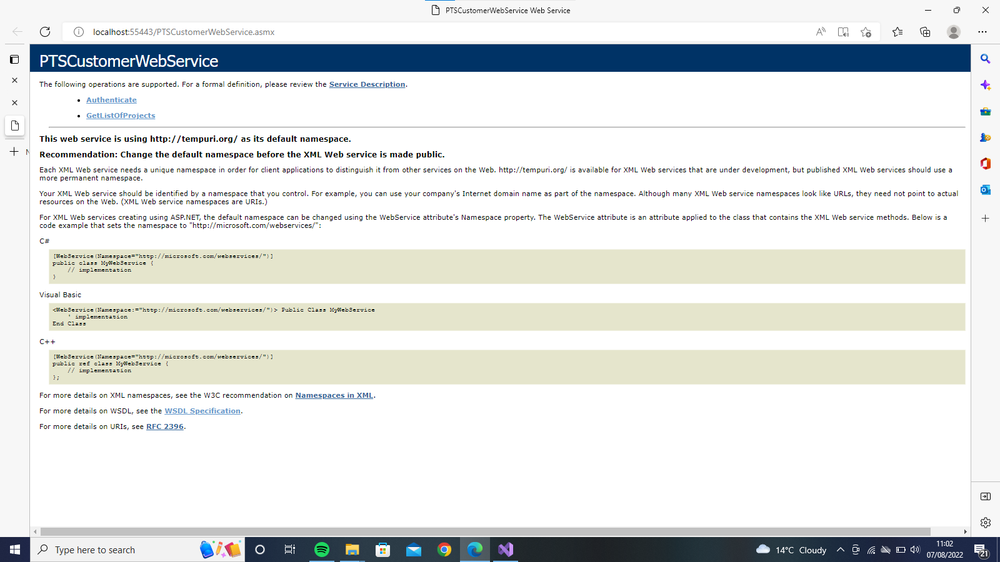 PTSCustomerWebService Web Service
localhost:55443/PTSCustomerWebService.asmx
PTSCustomerWebService
The following operations are supported. For a formal definition, please review the Service Description.
Authenticate
GetListOfProjects
This web service is using http://tempuri.org/ as its default namespace.
Recommendation: Change the default namespace before the XML Web service is made public.
Each XML Web service needs a unique namespace in order for client applications to distinguish it from other services on the Web. http://tempuri.org/ is available for XML Web services that are under development, but published XML Web services should use a
more permanent namespace.
Your XML Web service should be identified by a namespace that you control. For example, you can use your company's Internet domain name as part of the namespace. Although many XML Web service namespaces look like URLs, they need not point to actual
resources on the Web. (XML Web service namespaces are URIs.)
For XML Web services creating using ASP.NET, the default namespace can be changed using the WebService attribute's Namespace property. The WebService attribute is an attribute applied to the class that contains the XML Web service methods. Below is a
code example that sets the namespace to "http://microsoft.com/webservices/":
C#
[WebService(Namespace="http://microsoft.com/webservices/")]
public class MyWebService {
// implementation
}
Visual Basic
<WebService(Namespace:="http://microsoft.com/webservices/")> Public Class MyWebService
' implementation
End Class
C++
[WebService(Namespace="http://microsoft.com/webservices/")]
public ref class MyWebService {
// implementation
};
For more details on XML namespaces, see the W3C recommendation on Namespaces in XML.
For more details on WSDL, see the WSDL Specification.
For more details on URIs, see RFC 2396.
Type here to search
14°C Cloudy
11:02
07/08/2022
21